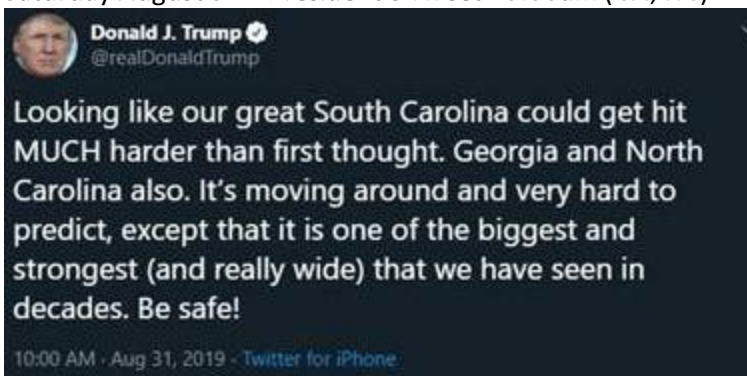 Donald J. Trump
@realDonaldTrump
Looking like our great South Carolina could get hit
MUCH harder than first thought. Georgia and North
Carolina also. It's moving around and very hard to
predict, except that it is one of the biggest and
strongest (and really wide) that we have seen in
decades. Be safe!
10:00 AM · Aug 31, 2019 · Twitter for iPhone